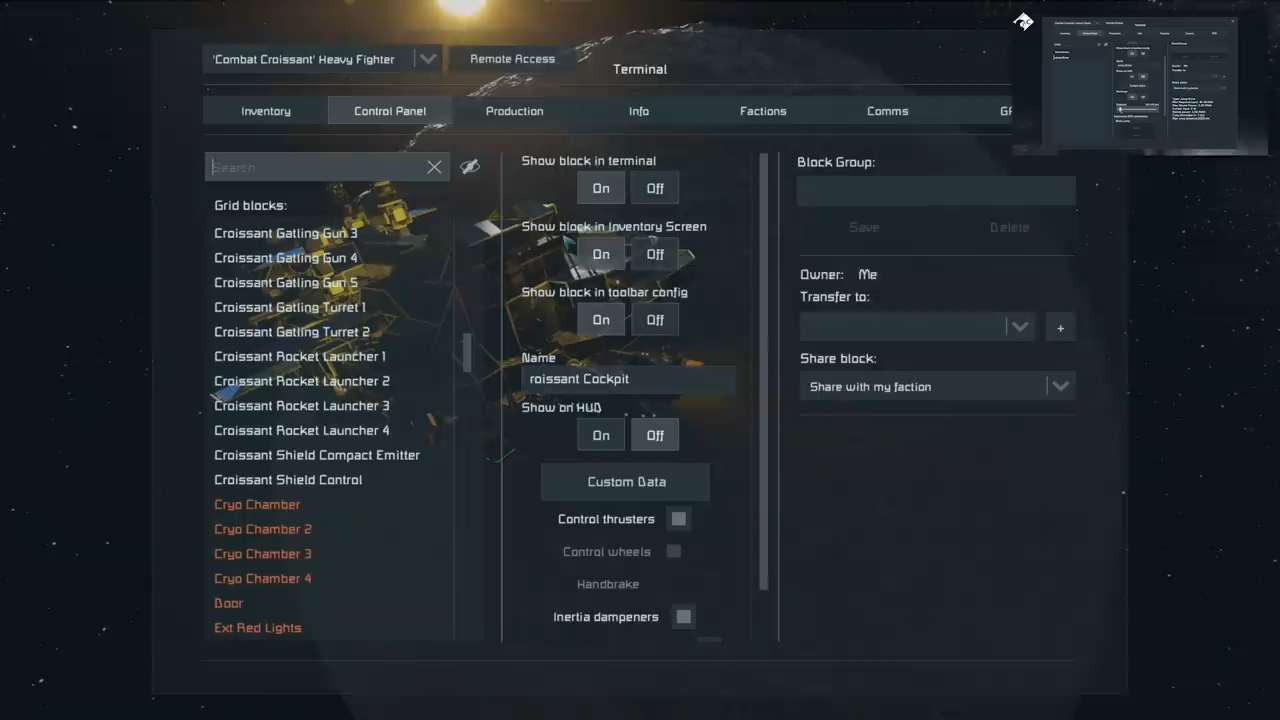 'Combat Croissant' Heavy Fighter
Remote Access
Terminal
Inventory
Control Panel
Production
Info
Factions
Comms
Search
Grid blocks:
Croissant Gatling Gun 3
Croissant Gatling Gun 4
Croissant Gatling Gun 5
Croissant Gatling Turret 1
Croissant Gatling Turret 2
Croissant Rocket Launcher 1
Croissant Rocket Launcher 2
Croissant Rocket Launcher 3
Croissant Rocket Launcher 4
Croissant Shield Compact Emitter
Croissant Shield Control
Cryo Chamber
Cryo Chamber 2
Cryo Chamber 3
Cryo Chamber 4
Door
Ext Red Lights
Show block in terminal
On Off
Show block in Inventory Screen
On Off
Show block in toolbar config
On Off
Name
roissant Cockpit
Show on HUD
On Off
Custom Data
Control thrusters
Control wheels
Handbrake
Inertia dampeners
Block Group:
Save Delete
Owner: Me
Transfer to:
+
Share block:
Share with my faction